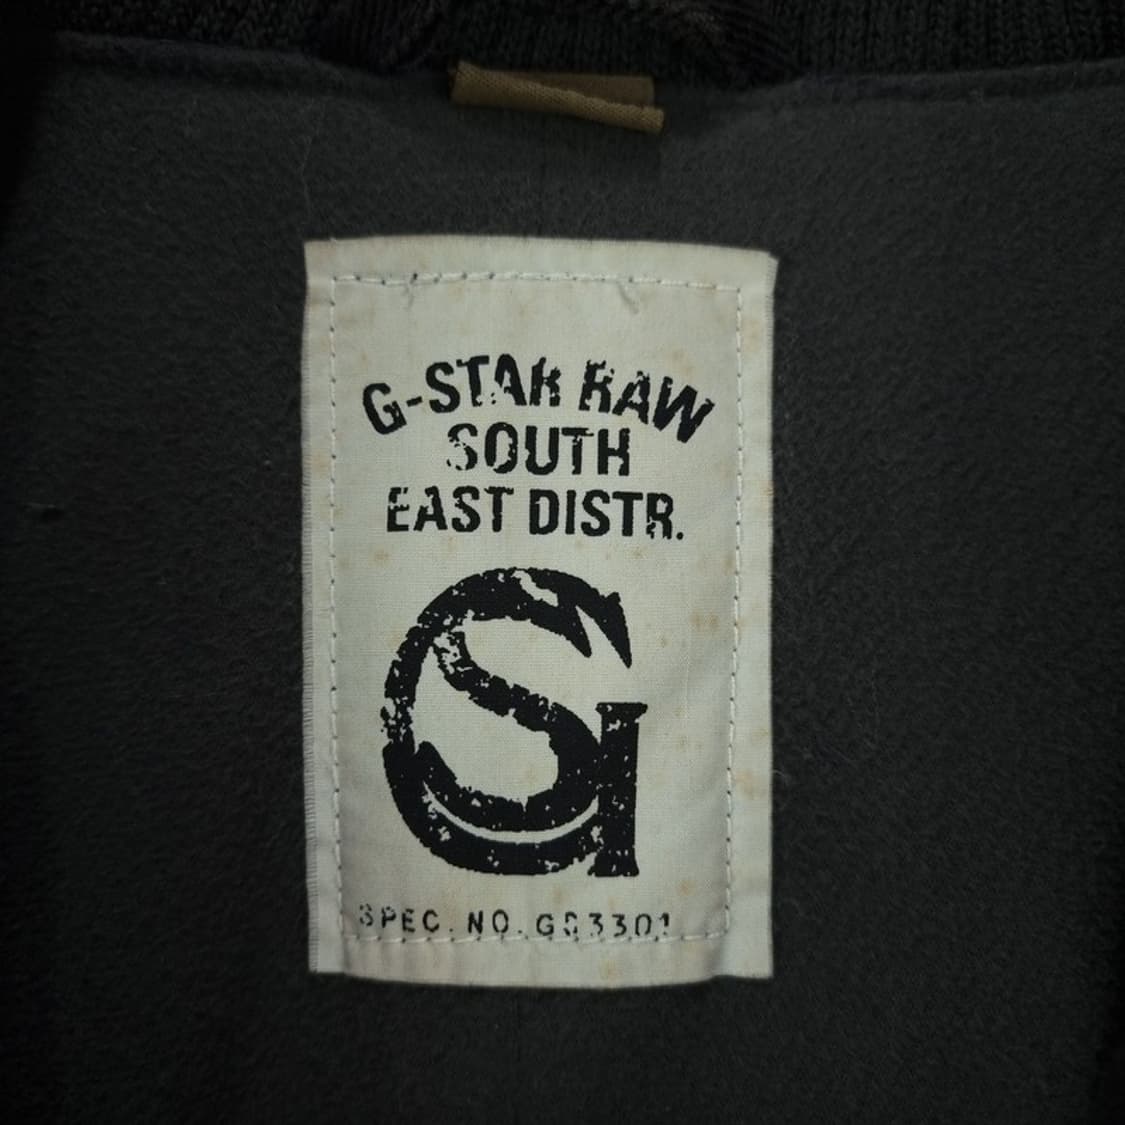 G-STAR RAW
SOUTH
EAST DISTR.
SPEC. NO. GS3301